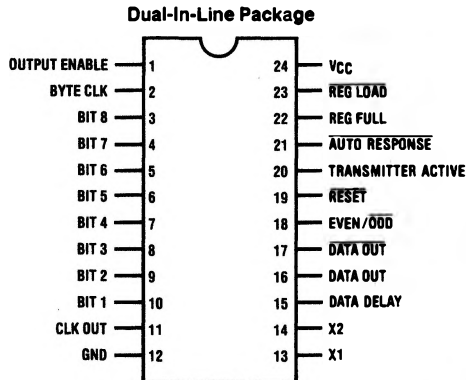 Dual-In-Line Package
OUTPUT ENABLE 1 24 VCC
BYTE CLK 2 23 REG LOAD
BIT 8 3 22 REG FULL
BIT 7 4 21 AUTO RESPONSE
BIT 6 5 20 TRANSMITTER ACTIVE
BIT 5 6 19 RESET
BIT 4 7 18 EVEN/ODD
BIT 3 8 17 DATA OUT
BIT 2 9 16 DATA OUT
BIT 1 10 15 DATA DELAY
CLK OUT 11 14 X2
GND 12 13 X1